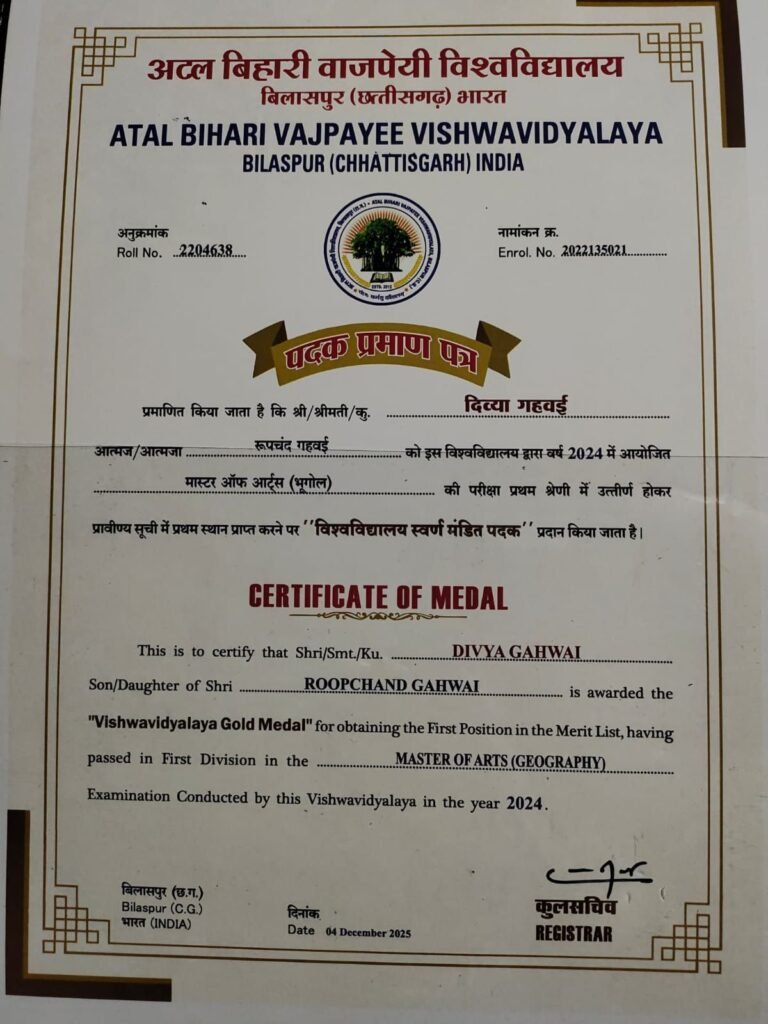 अटल बिहारी वाजपेयी विश्वविद्यालय
बिलासपुर (छत्तीसगढ़) भारत
ATAL BIHARI VAJPAYEE VISHWAVIDYALAYA
BILASPUR (CHHATTISGARH) INDIA
अनुक्रमांक
Roll No. 2204638
नामांकन क्र.
Enrol. No. 2022135021
पदक प्रमाण पत्र
प्रमाणित किया जाता है कि श्री/श्रीमती/कु. दिव्या गहवई
आत्मज/आत्मजा रूपचंद गहवई को इस विश्वविद्यालय द्वारा वर्ष 2024 में आयोजित
मास्टर ऑफ आर्ट्स (भूगोल) की परीक्षा प्रथम श्रेणी में उत्तीर्ण होकर
प्रावीण्य सूची में प्रथम स्थान प्राप्त करने पर "विश्वविद्यालय स्वर्ण मंडित पदक" प्रदान किया जाता है।
CERTIFICATE OF MEDAL
This is to certify that Shri/Smt./Ku. DIVYA GAHWAI
Son/Daughter of Shri ROOPCHAND GAHWAI is awarded the
"Vishwavidyalaya Gold Medal" for obtaining the First Position in the Merit List, having
passed in First Division in the MASTER OF ARTS (GEOGRAPHY)
Examination Conducted by this Vishwavidyalaya in the year 2024.
बिलासपुर (छ.ग.)
Bilaspur (C.G.)
भारत (INDIA)
दिनांक
Date 04 December 2025
कुलसचिव
REGISTRAR